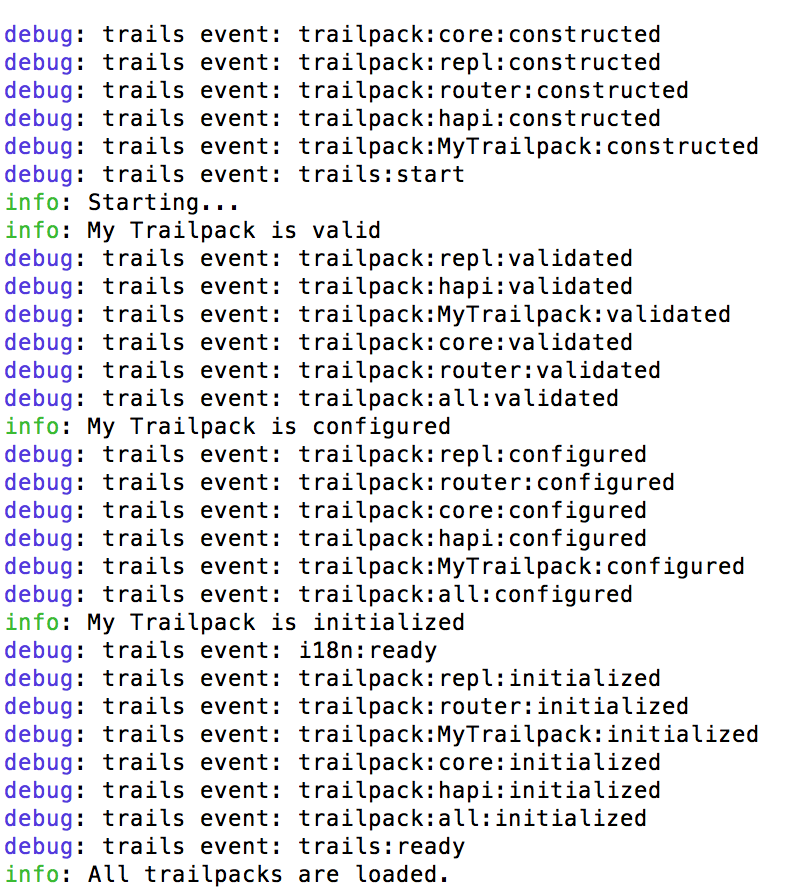 debug: trails event: trailpack:core:constructed
debug: trails event: trailpack:repl:constructed
debug: trails event: trailpack:router:constructed
debug: trails event: trailpack:hapi:constructed
debug: trails event: trailpack:MyTrailpack:constructed
debug: trails event: trails:start
info: Starting...
info: My Trailpack is valid
debug: trails event: trailpack:repl:validated
debug: trails event: trailpack:hapi:validated
debug: trails event: trailpack:MyTrailpack:validated
debug: trails event: trailpack:core:validated
debug: trails event: trailpack:router:validated
debug: trails event: trailpack:all:validated
info: My Trailpack is configured
debug: trails event: trailpack:repl:configured
debug: trails event: trailpack:router:configured
debug: trails event: trailpack:core:configured
debug: trails event: trailpack:hapi:configured
debug: trails event: trailpack:MyTrailpack:configured
debug: trails event: trailpack:all:configured
info: My Trailpack is initialized
debug: trails event: i18n:ready
debug: trails event: trailpack:repl:initialized
debug: trails event: trailpack:router:initialized
debug: trails event: trailpack:MyTrailpack:initialized
debug: trails event: trailpack:core:initialized
debug: trails event: trailpack:hapi:initialized
debug: trails event: trailpack:all:initialized
debug: trails event: trails:ready
info: All trailpacks are loaded.